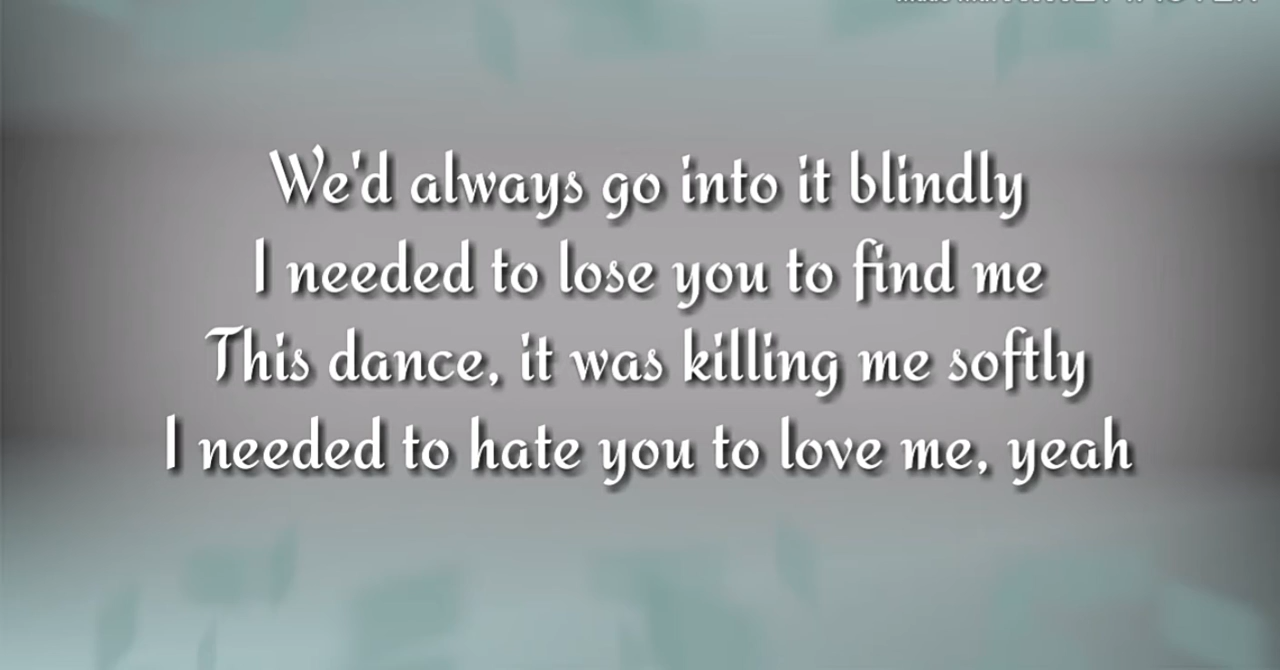 We'd always go into it blindly
I needed to lose you to find me
This dance, it was killing me softly
I needed to hate you to love me, yeah